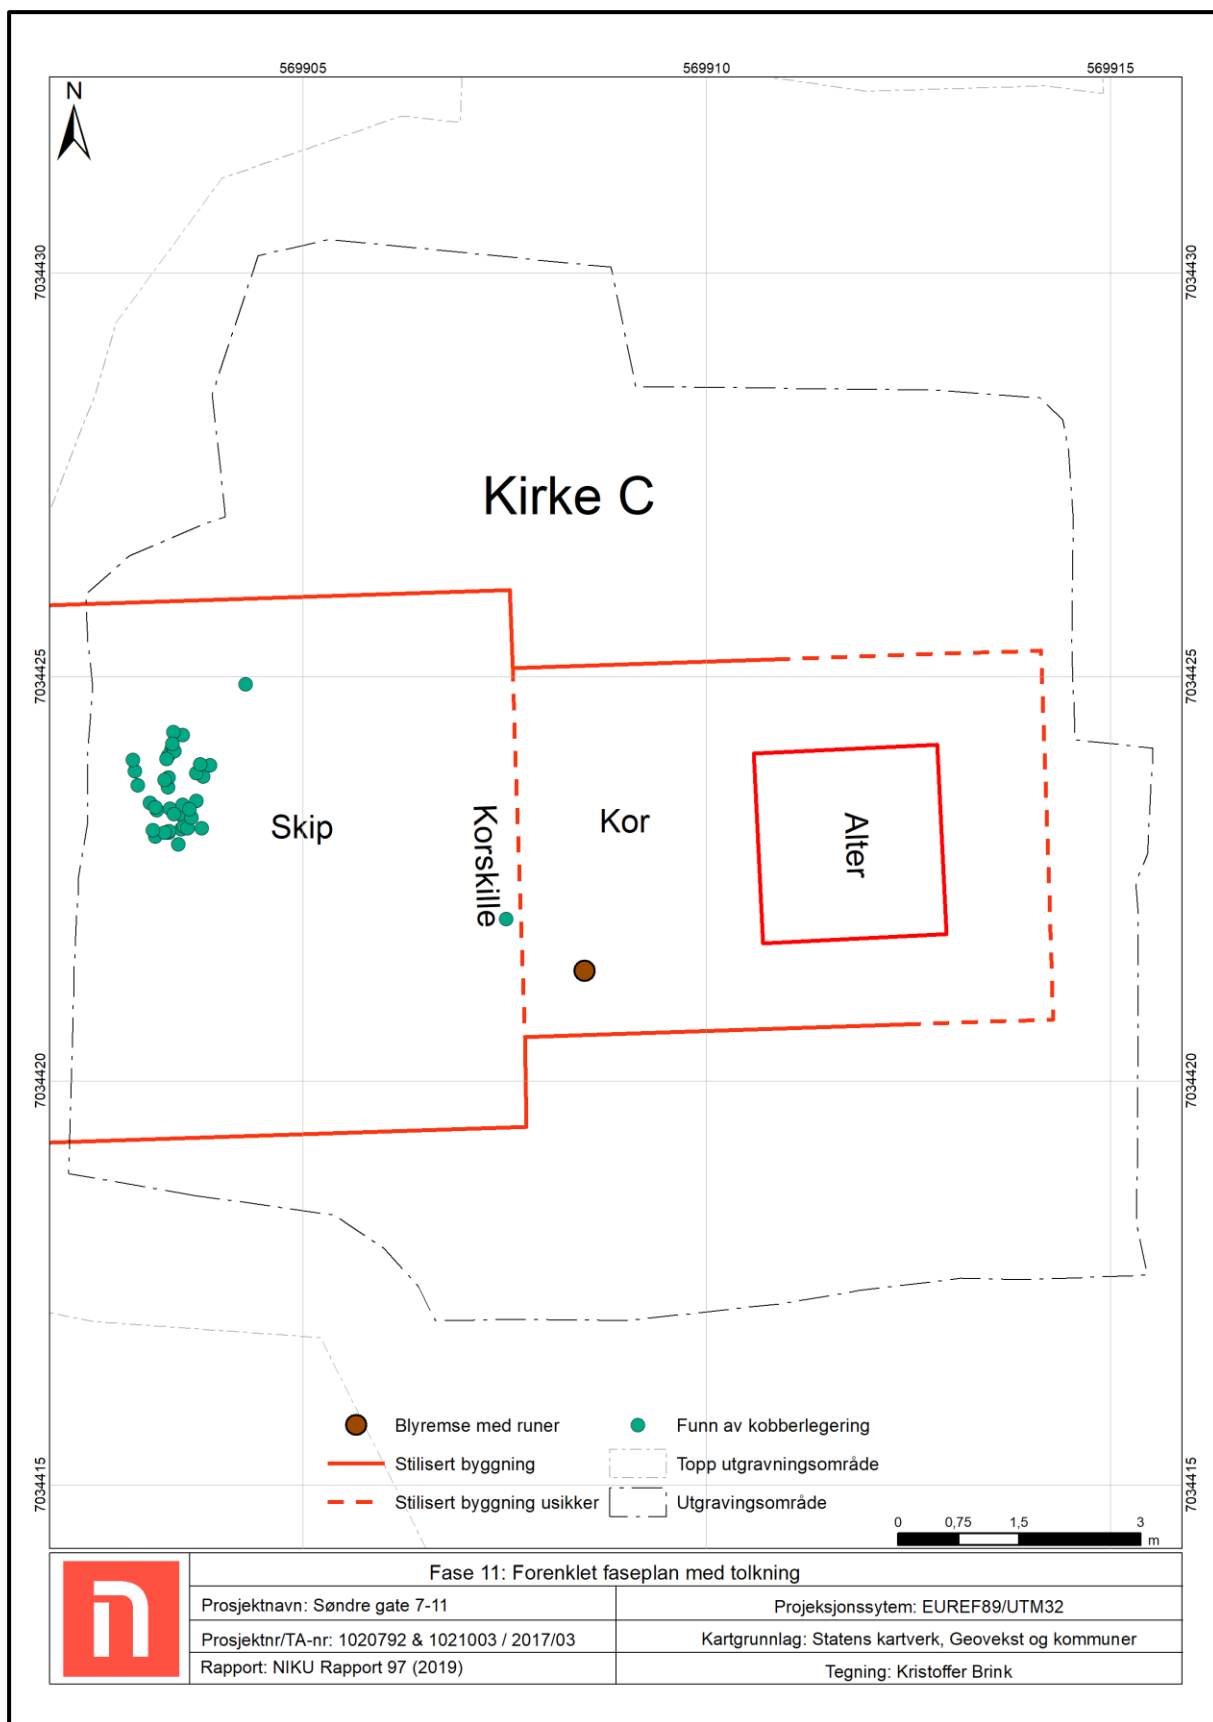 569905 569910 569915
N
7034430 7034430
Kirke C
7034425 7034425
Skip
Korskille
Kor
Alter
7034420 7034420
Blyremse med runer
Funn av kobberlegering
Stilisert byggning
Topp utgravningsområde
Stilisert byggning usikker
Utgravingsområde
7034415 7034415
0 0,75 1,5 3
m
Fase 11: Forenklet faseplan med tolkning
Prosjektnavn: Søndre gate 7-11
Projeksjonssytem: EUREF89/UTM32
Prosjektnr/TA-nr: 1020792 & 1021003 / 2017/03
Kartgrunnlag: Statens kartverk, Geovekst og kommuner
Rapport: NIKU Rapport 97 (2019)
Tegning: Kristoffer Brink